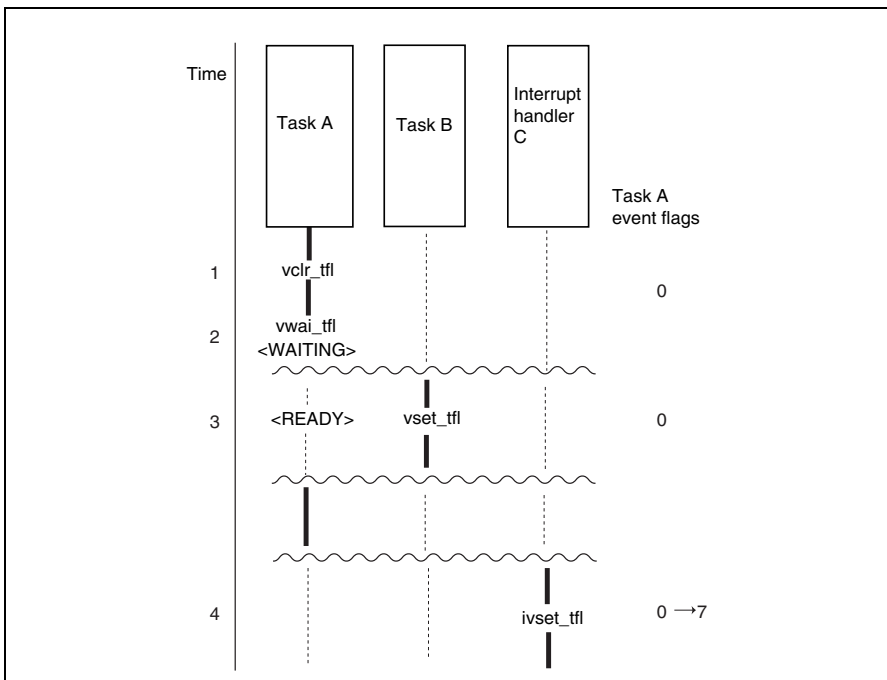 Time
Task A
Task B
Interrupt
handler
C
Task A
event flags
1
vclr_tfl
0
2
vwai_tfl
<WAITING>
3
<READY>
vset_tfl
0
4
ivset_tfl
0 →7